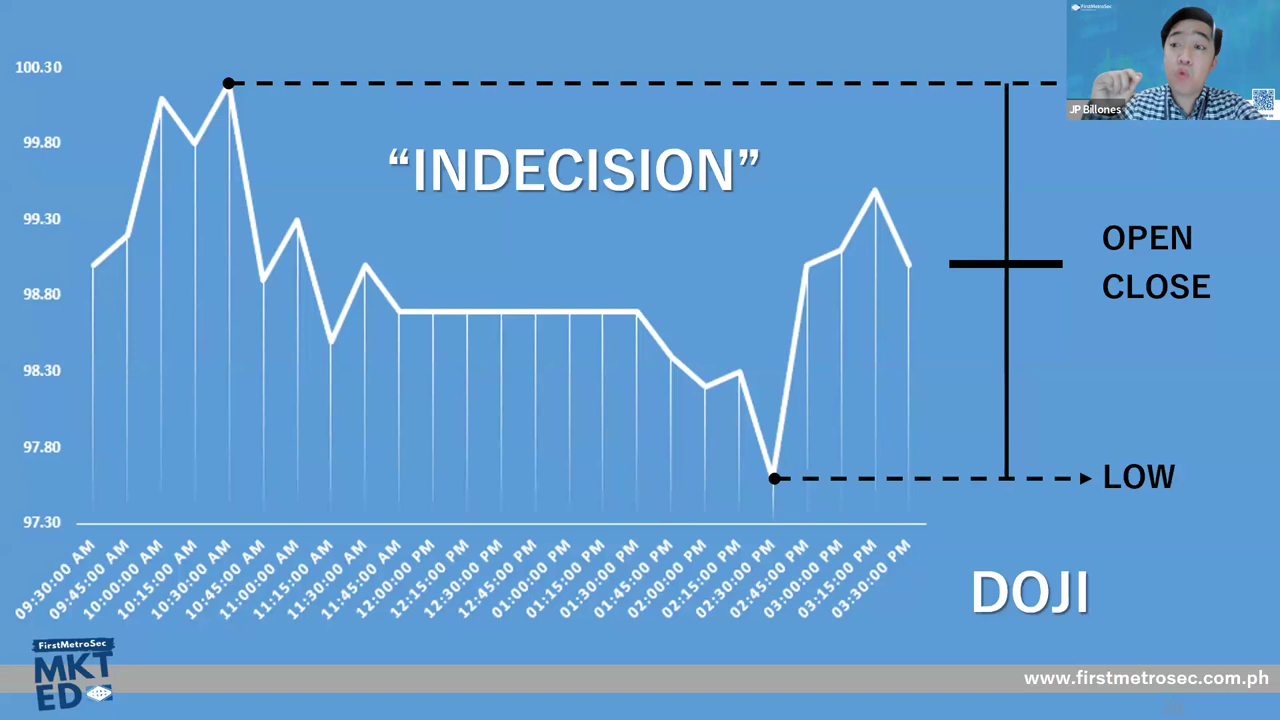 FirstMetroSec
JP Billones
100.30
99.80
99.30
98.80
98.30
97.80
97.30
“INDECISION”
OPEN
CLOSE
LOW
09:30:00 AM
09:45:00 AM
10:00:00 AM
10:15:00 AM
10:30:00 AM
10:45:00 AM
11:00:00 AM
11:15:00 AM
11:30:00 AM
11:45:00 AM
12:00:00 PM
12:15:00 PM
12:30:00 PM
12:45:00 PM
01:00:00 PM
01:15:00 PM
01:30:00 PM
01:45:00 PM
02:00:00 PM
02:15:00 PM
02:30:00 PM
02:45:00 PM
03:00:00 PM
03:15:00 PM
03:30:00 PM
DOJI
FirstMetroSec
MKT
ED
www.firstmetrosec.com.ph